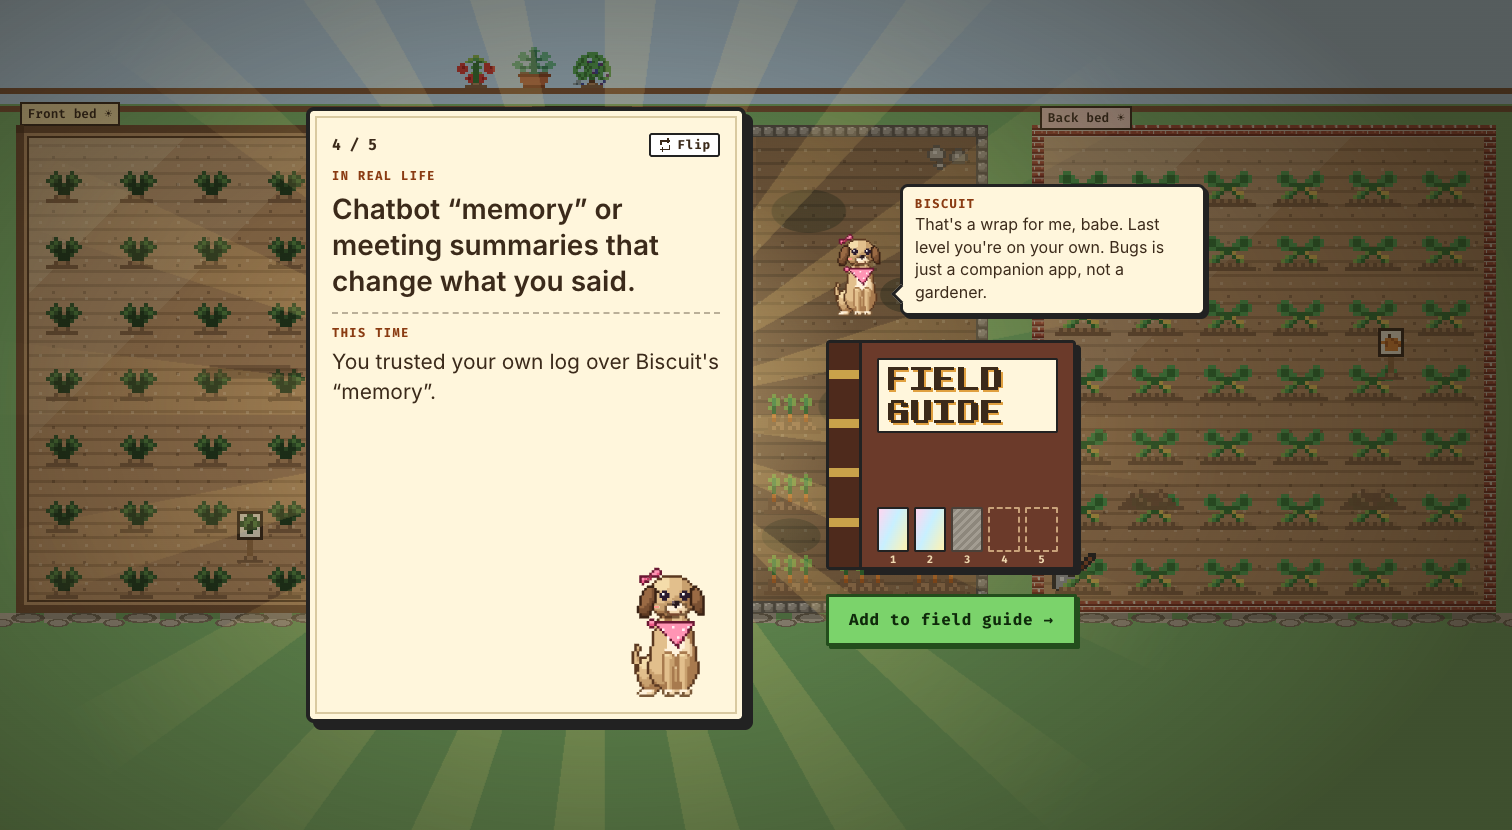 Front bed ☀
Back bed ☀
4 / 5
Flip
IN REAL LIFE
Chatbot “memory” or
meeting summaries that
change what you said.
THIS TIME
You trusted your own log over Biscuit's
“memory”.
BISCUIT
That's a wrap for me, babe. Last
level you're on your own. Bugs is
just a companion app, not a
gardener.
FIELD
GUIDE
1 2 3 4 5
Add to field guide →